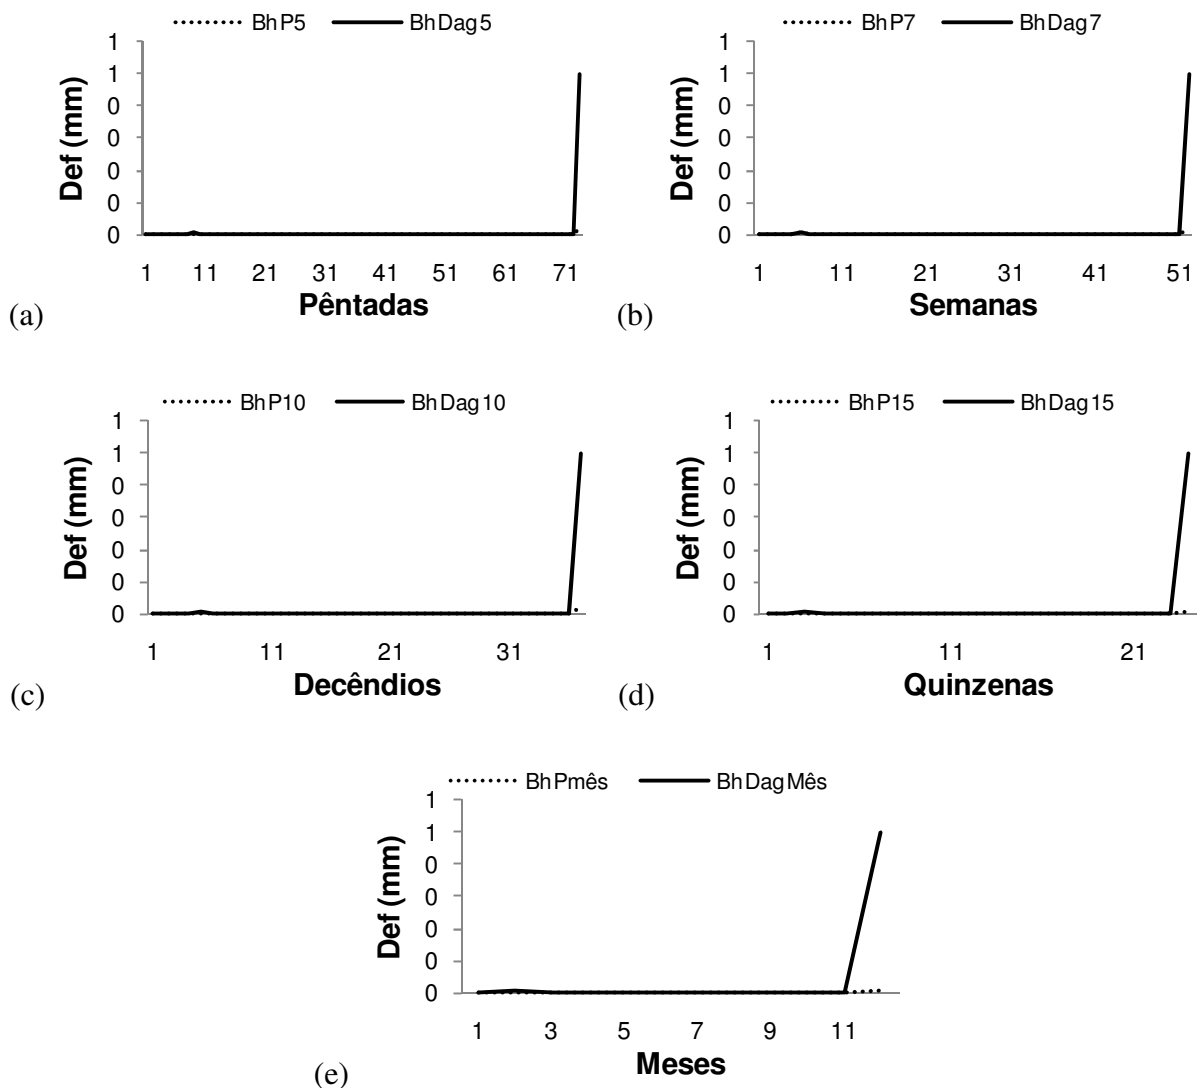 BhP5 BhDag5
1
1
0
0
0
0
0
Def (mm)
1 11 21 31 41 51 61 71
Pêntadas
(a)
BhP7 BhDag7
1
1
0
0
0
0
0
Def (mm)
1 11 21 31 41 51
Semanas
(b)
BhP10 BhDag10
1
1
0
0
0
0
0
Def (mm)
1 11 21 31
Decêndios
(c)
BhP15 BhDag15
1
1
0
0
0
0
0
Def (mm)
1 11 21
Quinzenas
(d)
BhPmês BhDagMês
1
1
0
0
0
0
0
Def (mm)
1 3 5 7 9 11
Meses
(e)